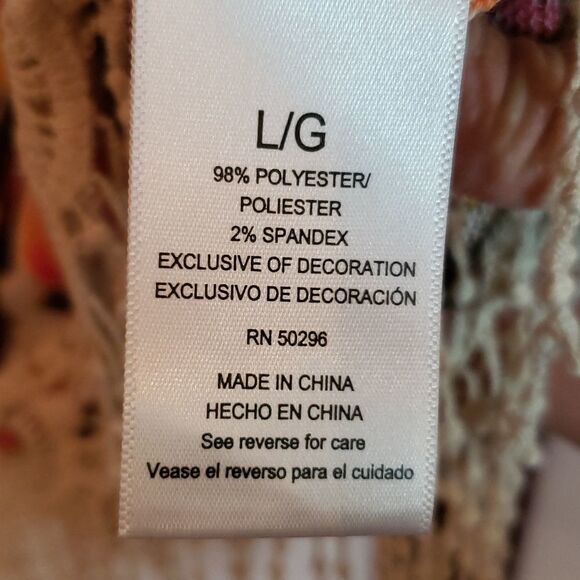 L/G
98% POLYESTER/
POLIESTER
2% SPANDEX
EXCLUSIVE OF DECORATION
EXCLUSIVO DE DECORACIÓN
RN 50296
MADE IN CHINA
HECHO EN CHINA
See reverse for care
Vease el reverso para el cuidado